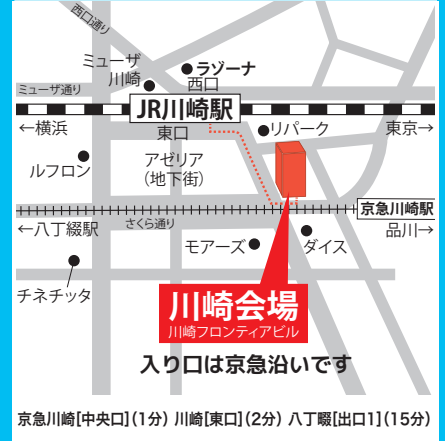 西口通り
ミューザ
川崎
ラゾーナ
西口
ミューザ通り
JR川崎駅
←横浜
東口
リパーク
東京→
ルフロン
アゼリア
(地下街)
京急川崎駅
←八丁綴駅
さくら通り
品川→
モアーズ
ダイス
チネチッタ
川崎会場
川崎フロンティアビル
入り口は京急沿いです
京急川崎[中央口](1分) 川崎[東口](2分) 八丁畷[出口1](15分)